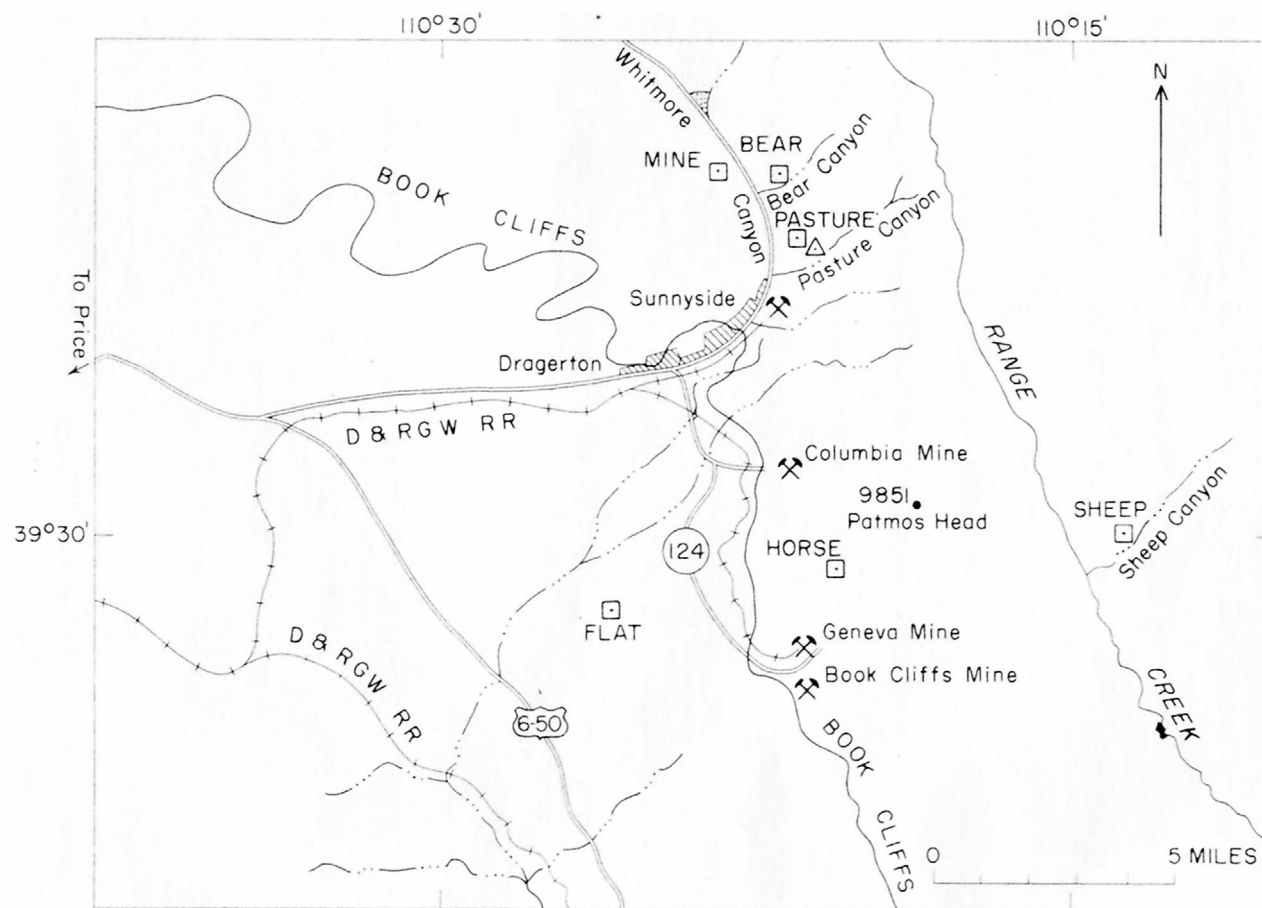 110°30'
110°15'
Whitmore
Canyon
N
BOOK
CLIFFS
MINE
BEAR
Bear Canyon
PASTURE
Pasture Canyon
To Price
Sunnyside
Dragerton
RANGE
CREEK
D & RGW RR
Columbia Mine
9851
Patmos Head
SHEEP
Sheep Canyon
39°30'
124
HORSE
FLAT
D & RGW RR
Geneva Mine
Book Cliffs Mine
6-50
BOOK
CLIFFS
0
5 MILES